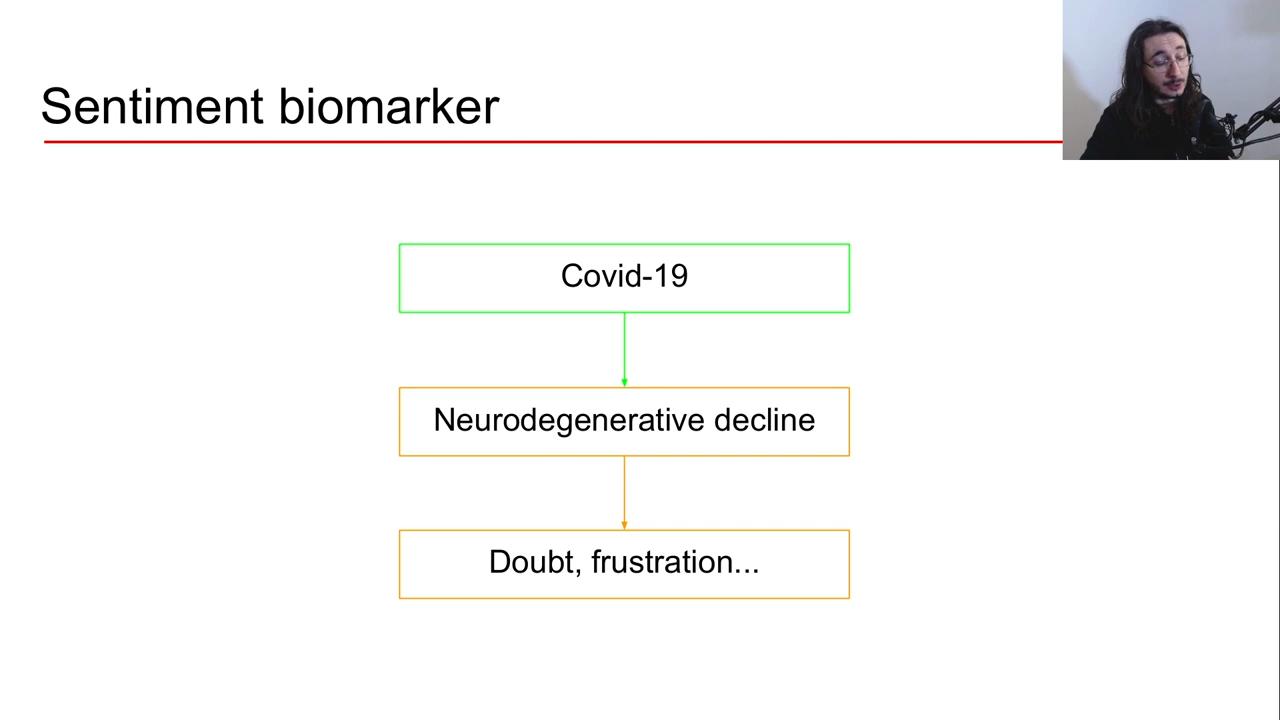 Sentiment biomarker
Covid-19
Neurodegenerative decline
Doubt, frustration...